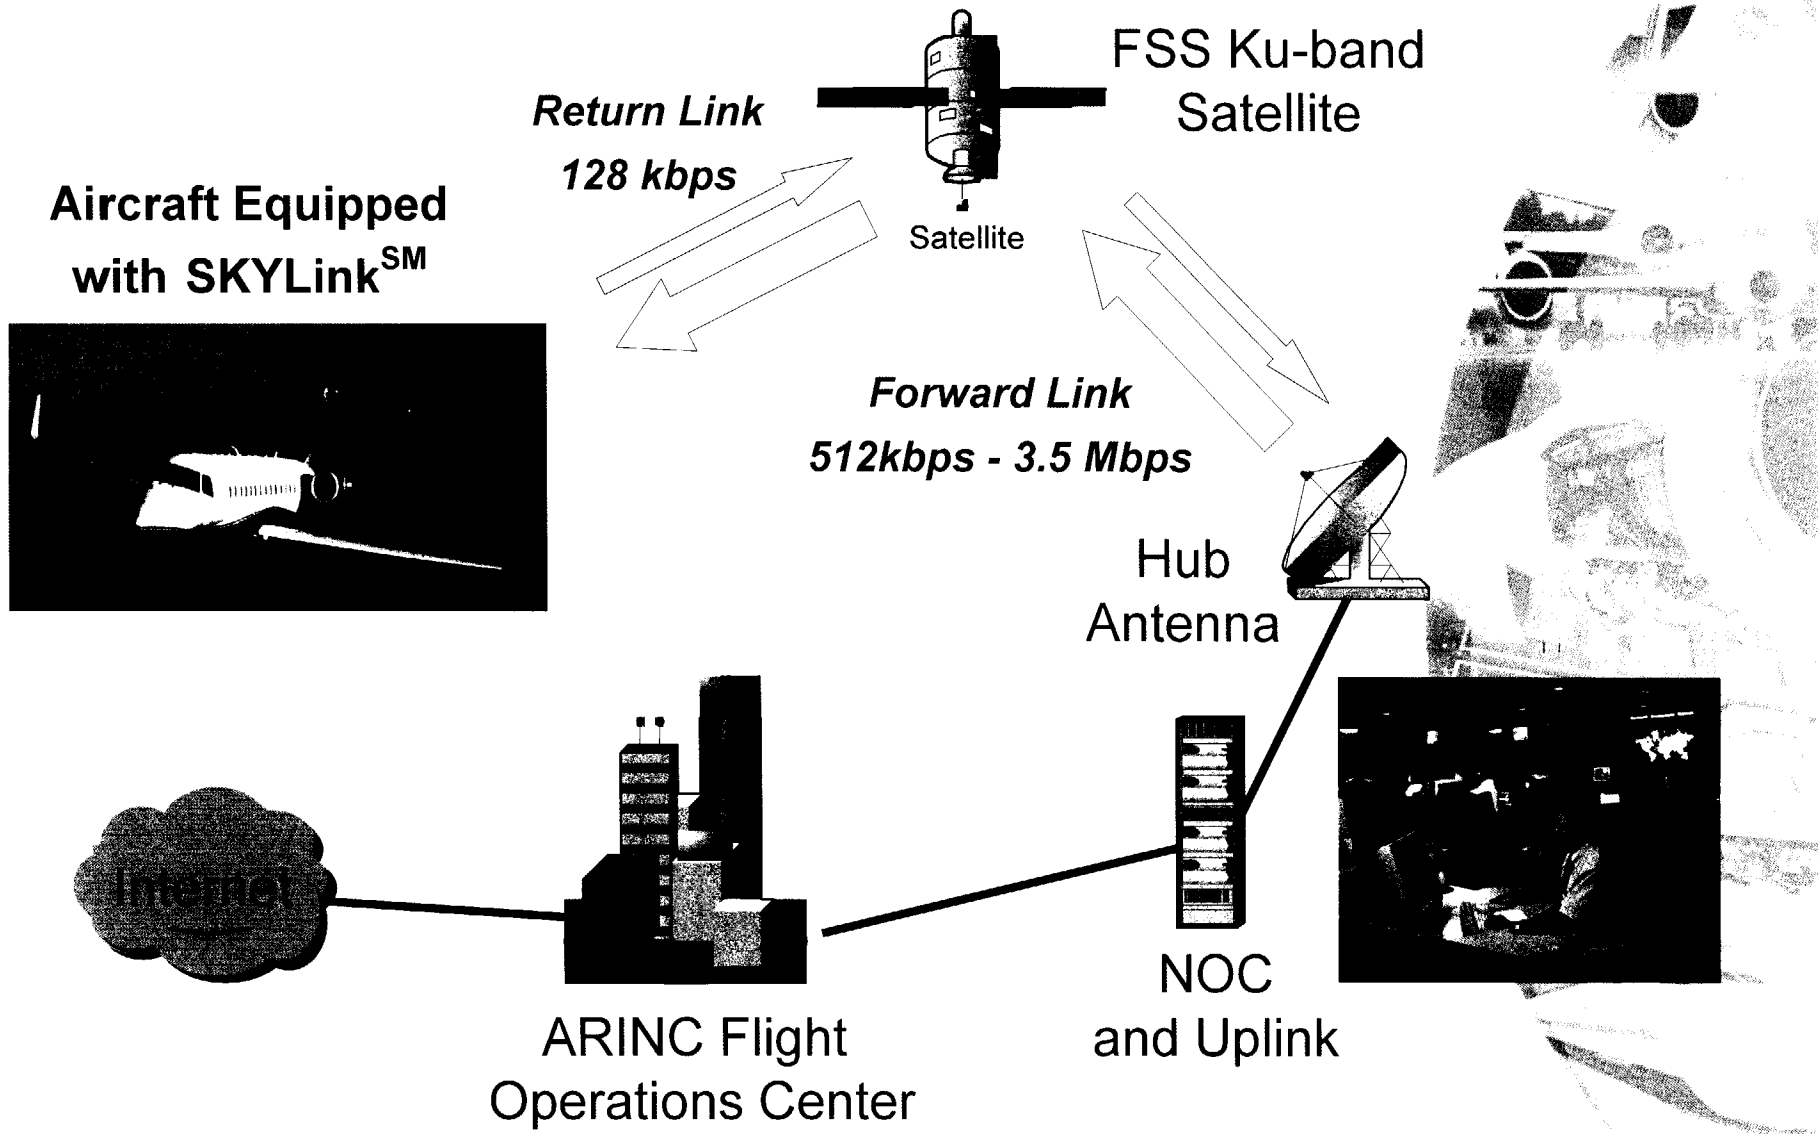 FSS Ku-band
Satellite
Return Link
128 kbps
Satellite
Aircraft Equipped
with SKYLink℠
Forward Link
512kbps - 3.5 Mbps
Hub
Antenna
Internet
NOC
and Uplink
ARINC Flight
Operations Center